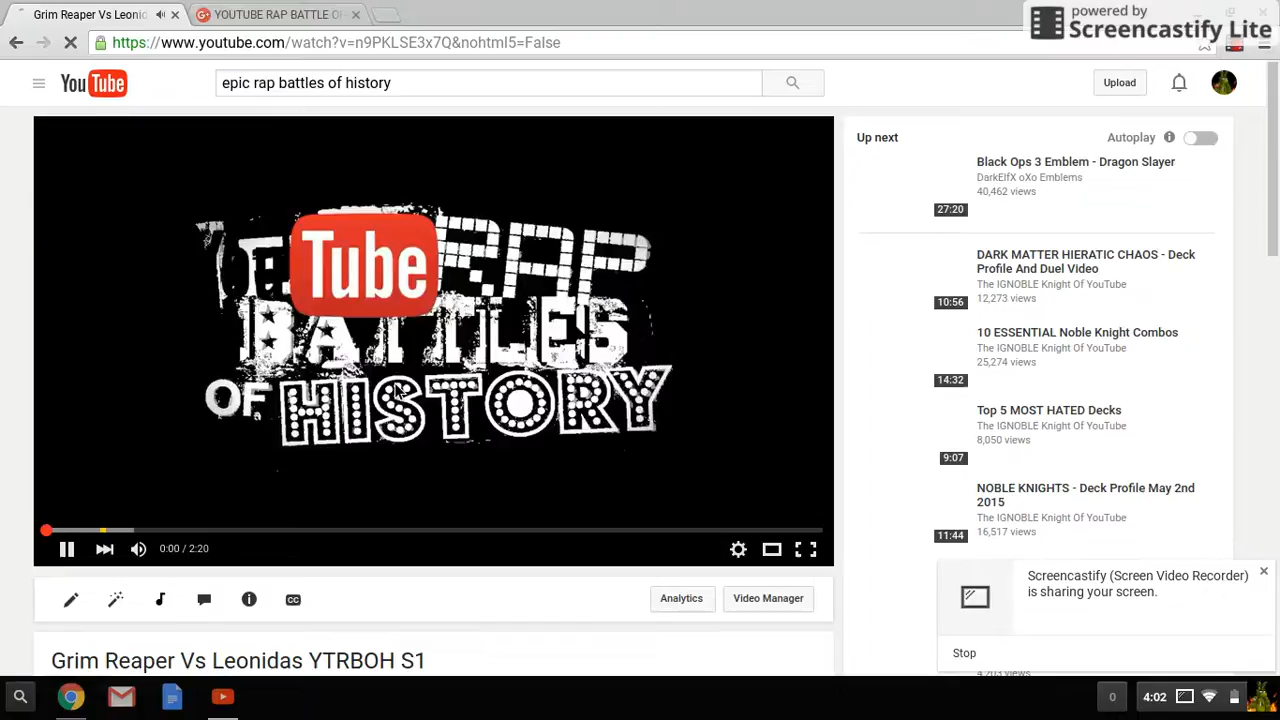 Grim Reaper Vs Leonid
YOUTUBE RAP BATTLE
powered by
Screencastify Lite
https://www.youtube.com/watch?v=n9PKLSE3x7Q&nohtml5=False
YouTube
epic rap battles of history
Upload
Tube RAP
BATTLES
OF HISTORY
0:00 / 2:20
Up next
Autoplay
Black Ops 3 Emblem - Dragon Slayer
DarkElfX oXo Emblems
40,462 views
27:20
DARK MATTER HIERATIC CHAOS - Deck
Profile And Duel Video
The IGNOBLE Knight Of YouTube
12,273 views
10:56
10 ESSENTIAL Noble Knight Combos
The IGNOBLE Knight Of YouTube
25,274 views
14:32
Top 5 MOST HATED Decks
The IGNOBLE Knight Of YouTube
8,050 views
9:07
NOBLE KNIGHTS - Deck Profile May 2nd
2015
The IGNOBLE Knight Of YouTube
16,517 views
11:44
CC
Analytics
Video Manager
Grim Reaper Vs Leonidas YTRBOH S1
Screencastify (Screen Video Recorder)
is sharing your screen.
Stop
0
4:02